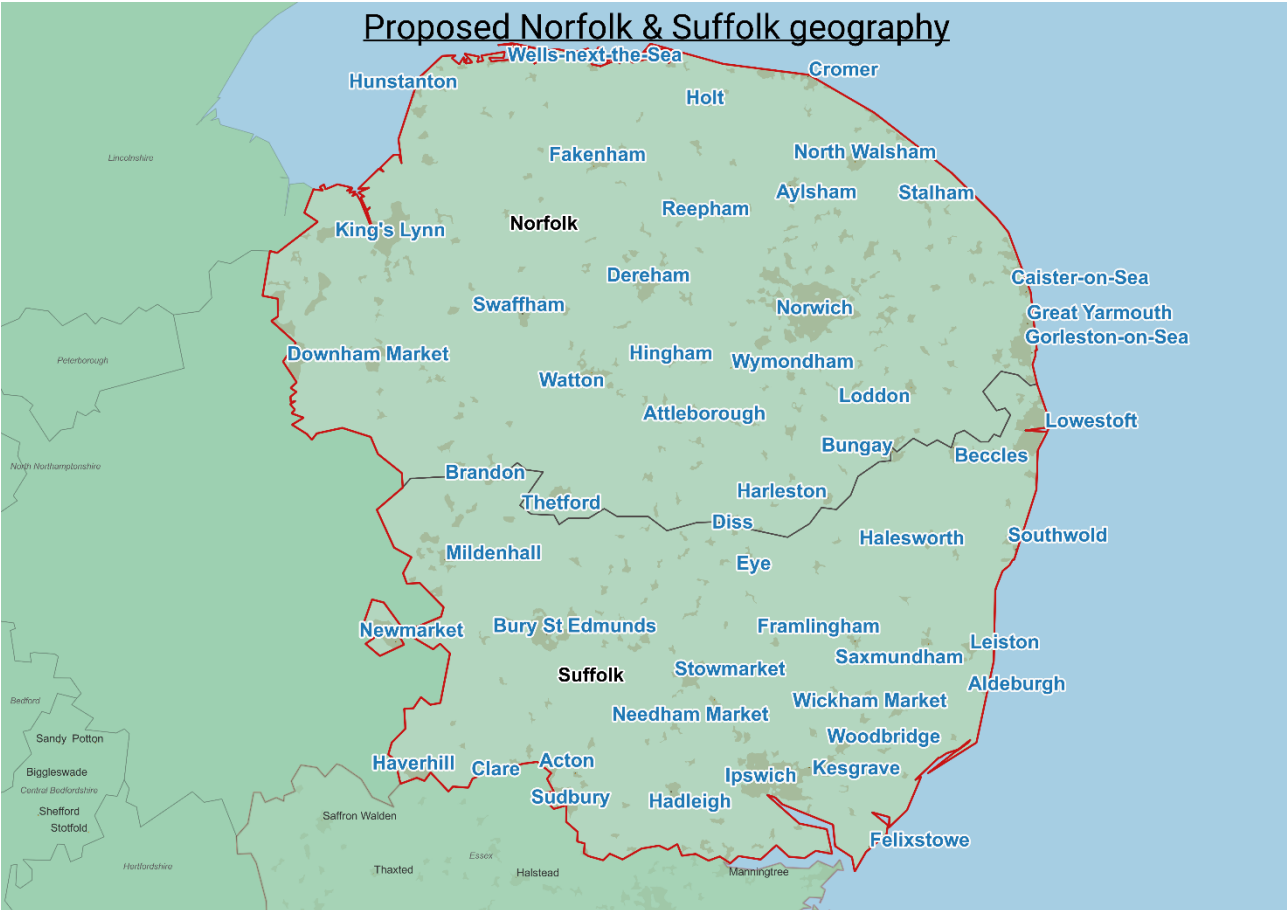 Proposed Norfolk & Suffolk geography
Wells-next-the-Sea
Cromer
Hunstanton
Holt
Lincolnshire
Fakenham
North Walsham
Aylsham
Stalham
Reepham
Norfolk
King's Lynn
Dereham
Caister-on-Sea
Swaffham
Norwich
Great Yarmouth
Gorleston-on-Sea
Peterborough
Downham Market
Hingham
Wymondham
Watton
Loddon
Attleborough
Lowestoft
Bungay
Beccles
North Northamptonshire
Brandon
Harleston
Thetford
Diss
Halesworth
Southwold
Mildenhall
Eye
Newmarket
Bury St Edmunds
Framlingham
Leiston
Saxmundham
Stowmarket
Suffolk
Aldeburgh
Bedford
Wickham Market
Needham Market
Sandy Potton
Woodbridge
Haverhill
Clare
Acton
Biggleswade
Ipswich
Kesgrave
Central Bedfordshire
Sudbury
Hadleigh
Shefford
Saffron Walden
Stotfold
Felixstowe
Essex
Hertfordshire
Thaxted
Halstead
Manningtree